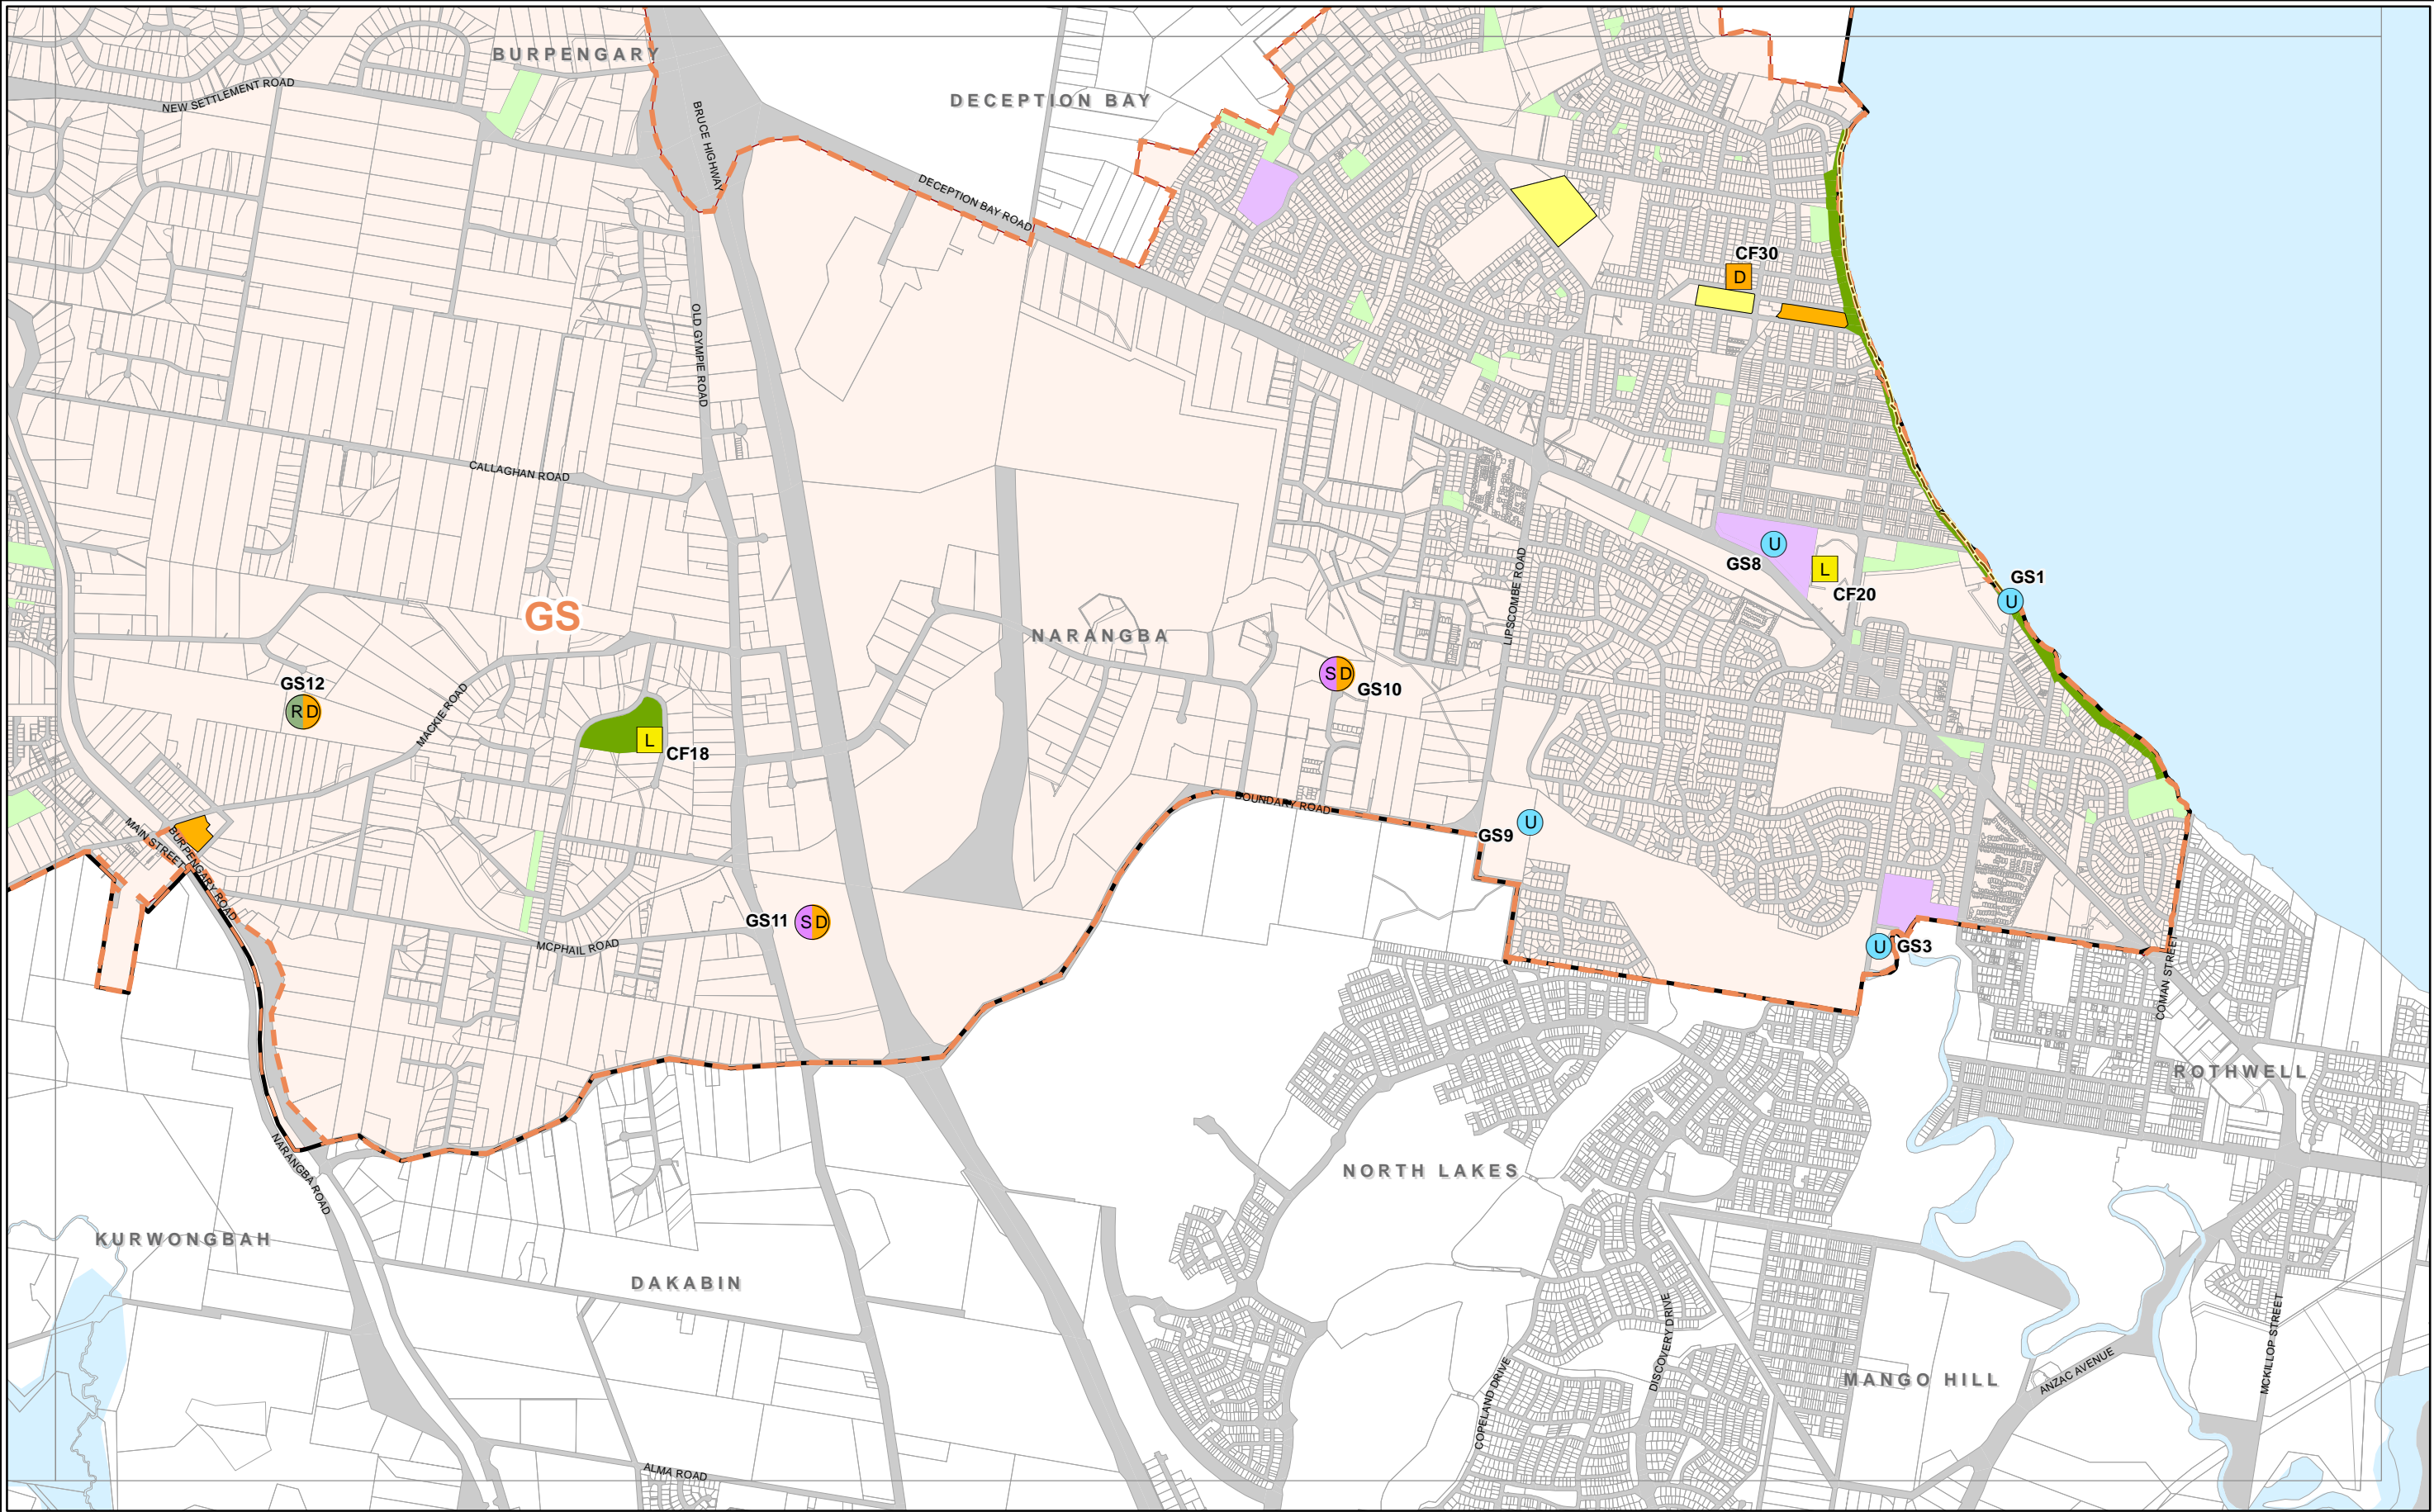 BURPENGARY
NEW SETTLEMENT ROAD
DECEPTION BAY
BRUCE HIGHWAY
DECEPTION BAY ROAD
CF30
D
OLD GYMPIE ROAD
CALLAGHAN ROAD
LIPSCOMBE ROAD
U
GS8
L
CF20
GS1
U
GS
NARANGBA
GS12
R D
MACKIE ROAD
S D
GS10
L
CF18
BOUNDARY ROAD
GS9
U
MAIN STREET
BURPENGARY ROAD
GS11
S D
MCPHAIL ROAD
U
GS3
COMAN STREET
ROTHWELL
NARANGBA ROAD
NORTH LAKES
KURWONGBAH
DAKABIN
DISCOVERY DRIVE
COPELAND DRIVE
MANGO HILL
ANZAC AVENUE
MCKILLOP STREET
ALMA ROAD